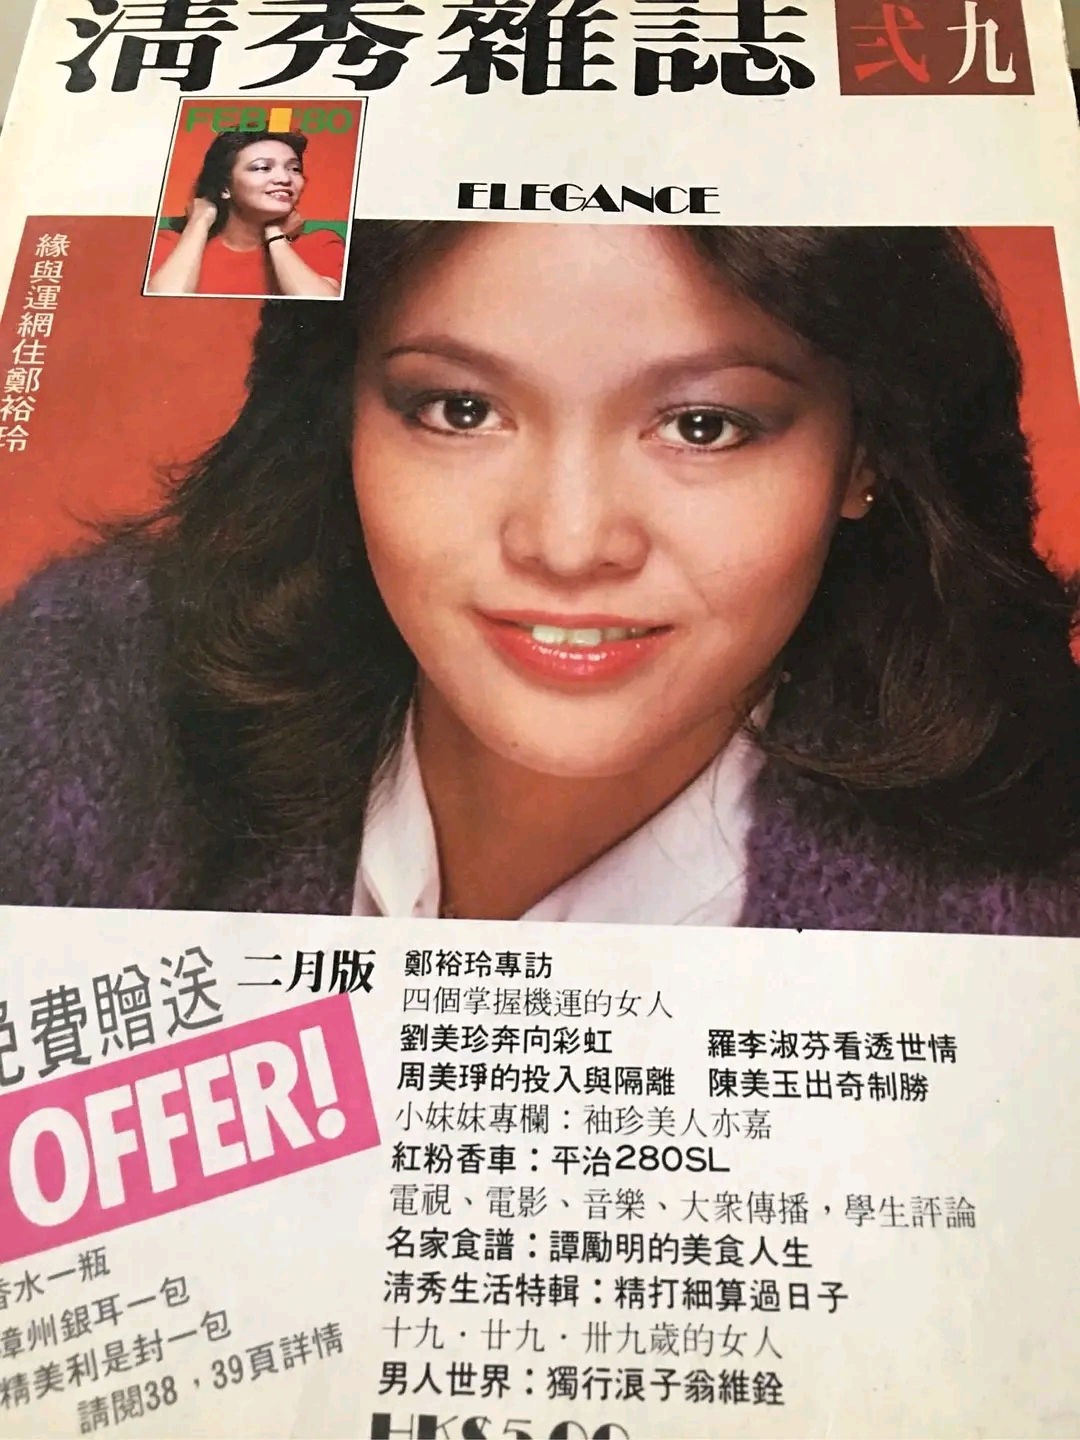 清秀雜誌
弍九
FEB '80
ELEGANCE
緣與運網住鄭裕玲
免費贈送
OFFER!
香水一瓶
漳州銀耳一包
精美利是封一包
請閱38，39頁詳情
二月版
鄭裕玲專訪
四個掌握機運的女人
劉美珍奔向彩虹 羅李淑芬看透世情
周美琤的投入與隔離 陳美玉出奇制勝
小妹妹專欄：袖珍美人亦嘉
紅粉香車：平治280SL
電視、電影、音樂、大衆傳播，學生評論
名家食譜：譚勵明的美食人生
清秀生活特輯：精打細算過日子
十九·廿九·卅九歲的女人
男人世界：獨行浪子翁維銓
HK$5.00